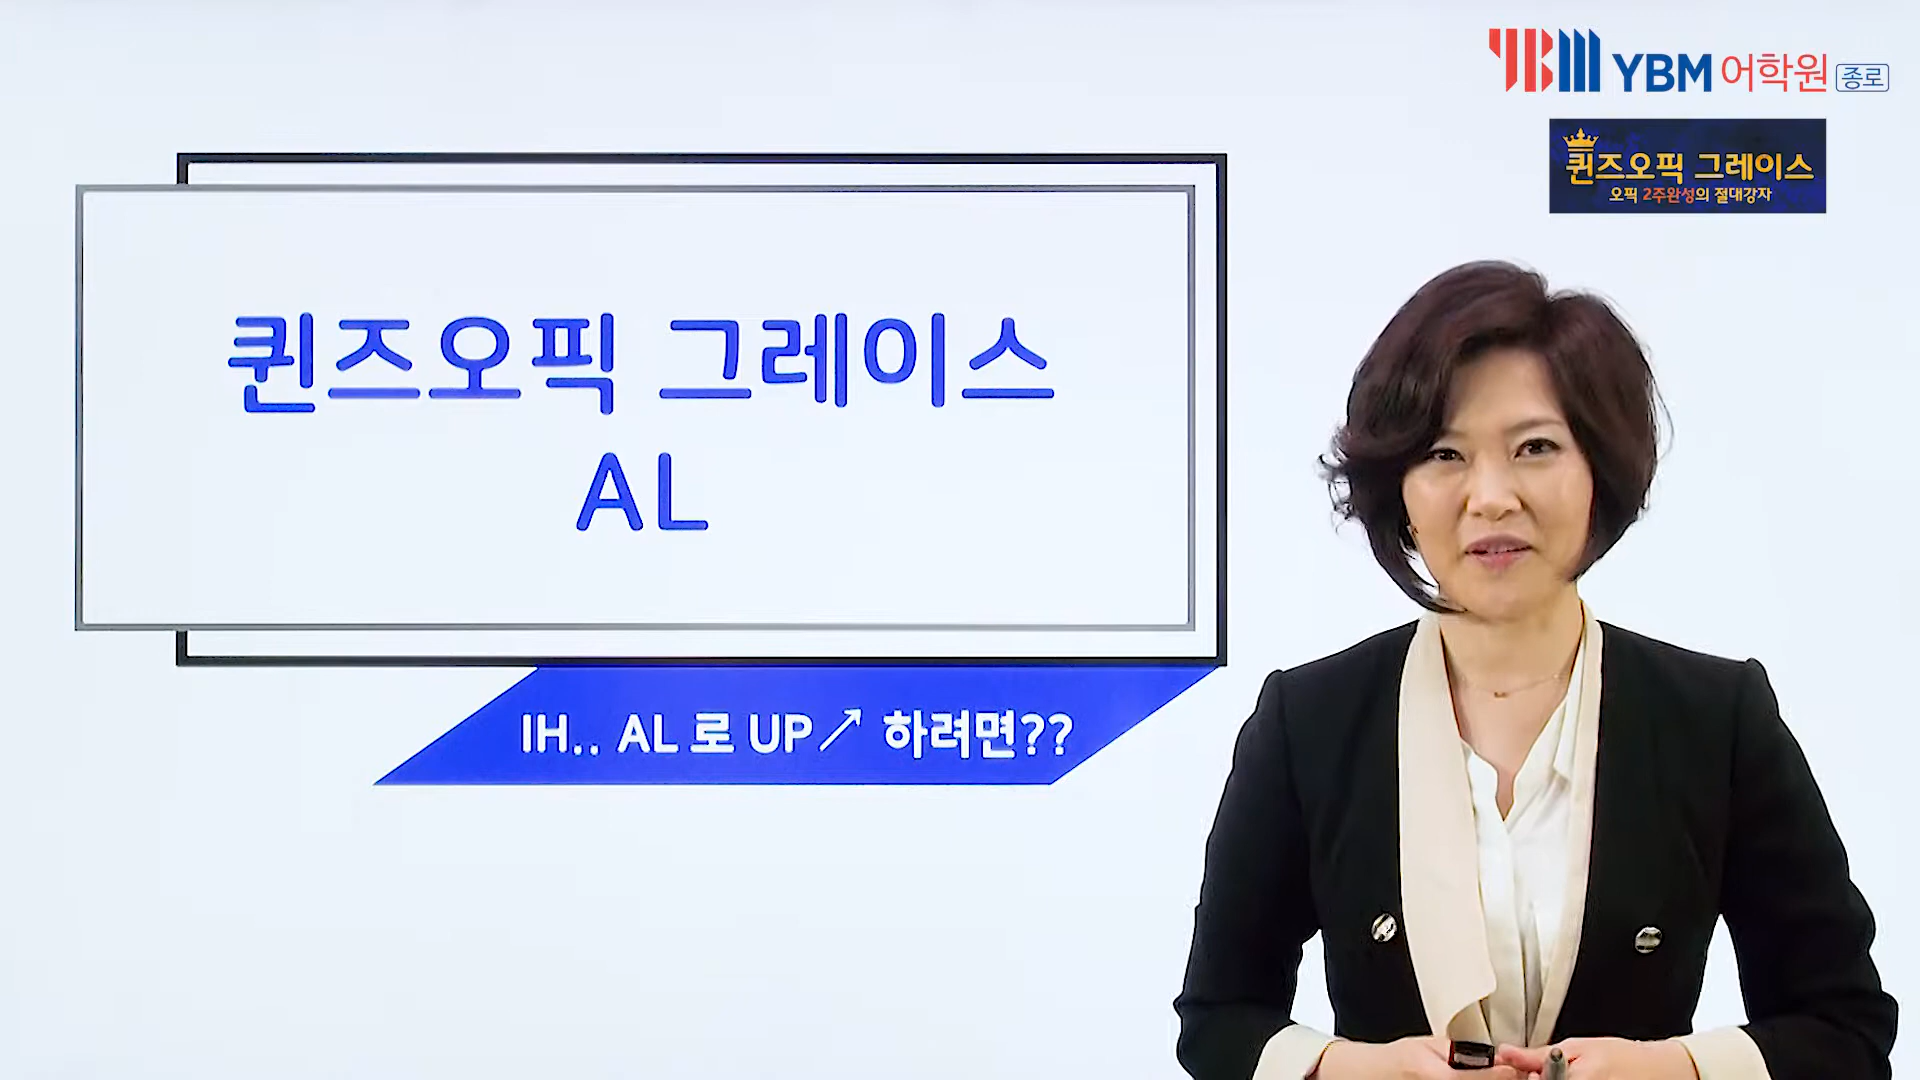 YBM YBM 어학원 종로
퀸즈오픽 그레이스
오픽 2주완성의 절대강자
퀸즈오픽 그레이스
AL
IH.. AL 로 UP↗ 하려면??